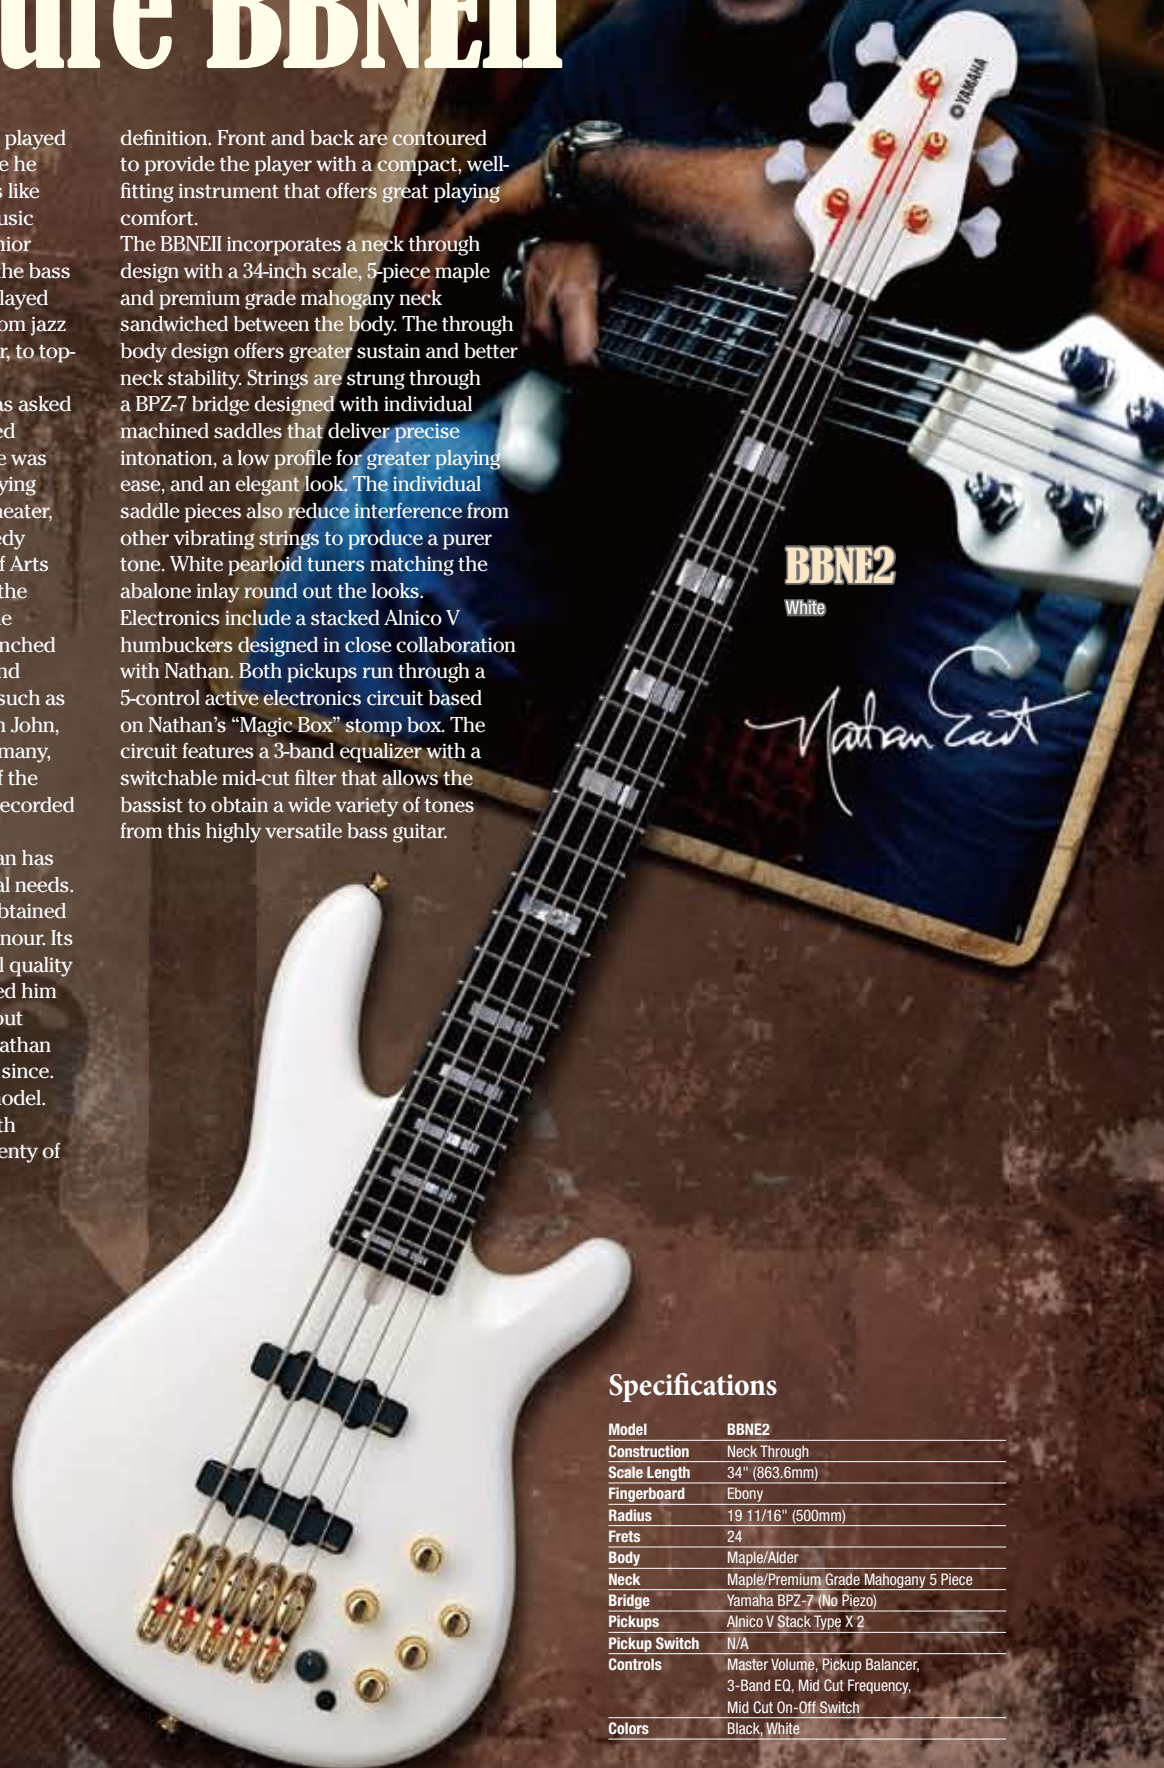 ure BBNEII
played
e he
s like
usic
nior
the bass
layed
om jazz
r, to top-
as asked
ed
e was
ying
heater,
edy
f Arts
the
e
nched
nd
such as
n John,
many,
f the
recorded
an has
al needs.
btained
nour. Its
l quality
ed him
out
athan
since.
odel.
th
enty of
definition. Front and back are contoured
to provide the player with a compact, well-
fitting instrument that offers great playing
comfort.
The BBNEII incorporates a neck through
design with a 34-inch scale, 5-piece maple
and premium grade mahogany neck
sandwiched between the body. The through
body design offers greater sustain and better
neck stability. Strings are strung through
a BPZ-7 bridge designed with individual
machined saddles that deliver precise
intonation, a low profile for greater playing
ease, and an elegant look. The individual
saddle pieces also reduce interference from
other vibrating strings to produce a purer
tone. White pearloid tuners matching the
abalone inlay round out the looks.
Electronics include a stacked Alnico V
humbuckers designed in close collaboration
with Nathan. Both pickups run through a
5-control active electronics circuit based
on Nathan's “Magic Box” stomp box. The
circuit features a 3-band equalizer with a
switchable mid-cut filter that allows the
bassist to obtain a wide variety of tones
from this highly versatile bass guitar.
YAMAHA
BBNE2
White
Nathan East
Specifications
Model BBNE2
Construction Neck Through
Scale Length 34" (863.6mm)
Fingerboard Ebony
Radius 19 11/16" (500mm)
Frets 24
Body Maple/Alder
Neck Maple/Premium Grade Mahogany 5 Piece
Bridge Yamaha BPZ-7 (No Piezo)
Pickups Alnico V Stack Type X 2
Pickup Switch N/A
Controls Master Volume, Pickup Balancer,
3-Band EQ, Mid Cut Frequency,
Mid Cut On-Off Switch
Colors Black, White